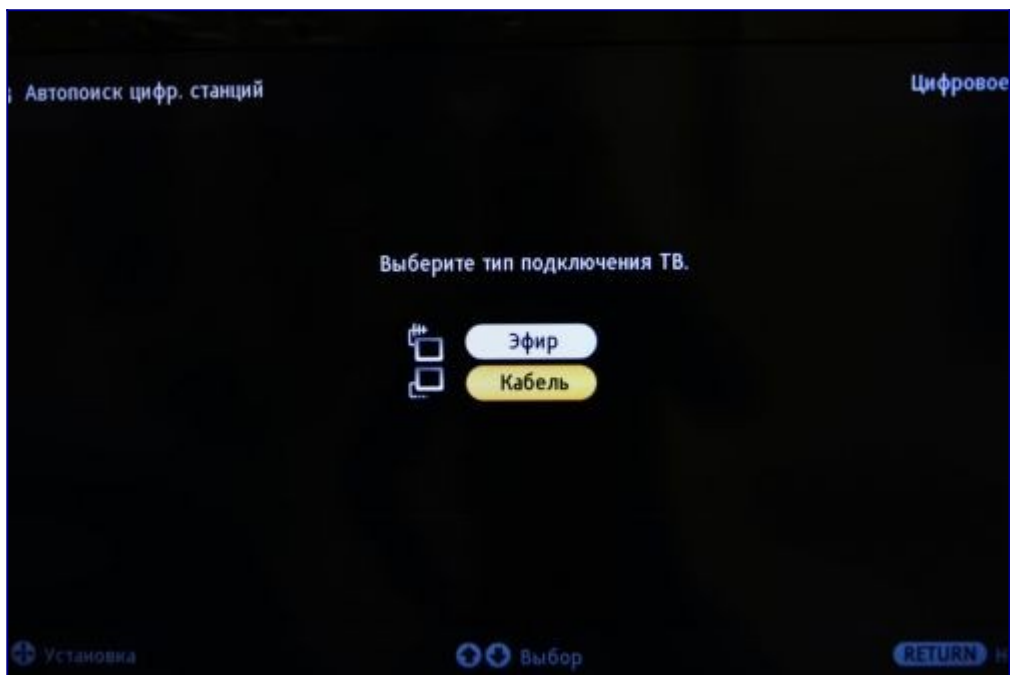 Автопоиск цифр. станций
Цифровое
Выберите тип подключения ТВ.
Эфир
Кабель
Установка
Выбор
RETURN